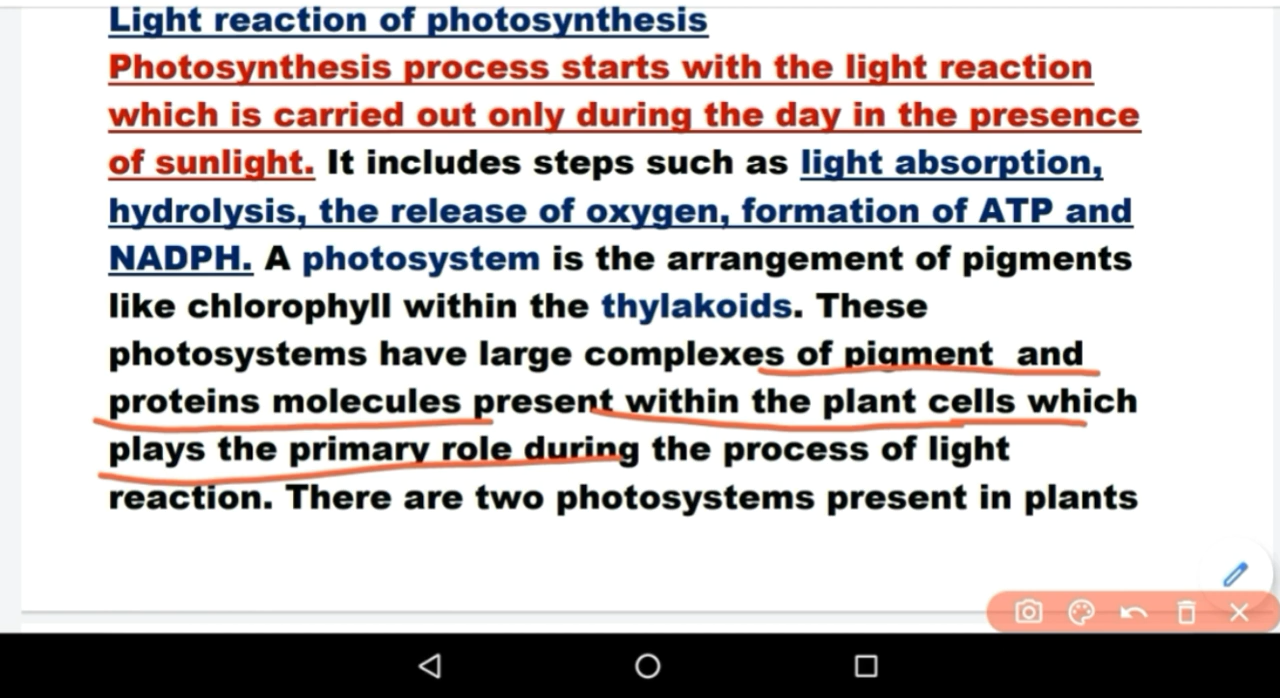 Light reaction of photosynthesis
Photosynthesis process starts with the light reaction
which is carried out only during the day in the presence
of sunlight. It includes steps such as light absorption,
hydrolysis, the release of oxygen, formation of ATP and
NADPH. A photosystem is the arrangement of pigments
like chlorophyll within the thylakoids. These
photosystems have large complexes of pigment and
proteins molecules present within the plant cells which
plays the primary role during the process of light
reaction. There are two photosystems present in plants